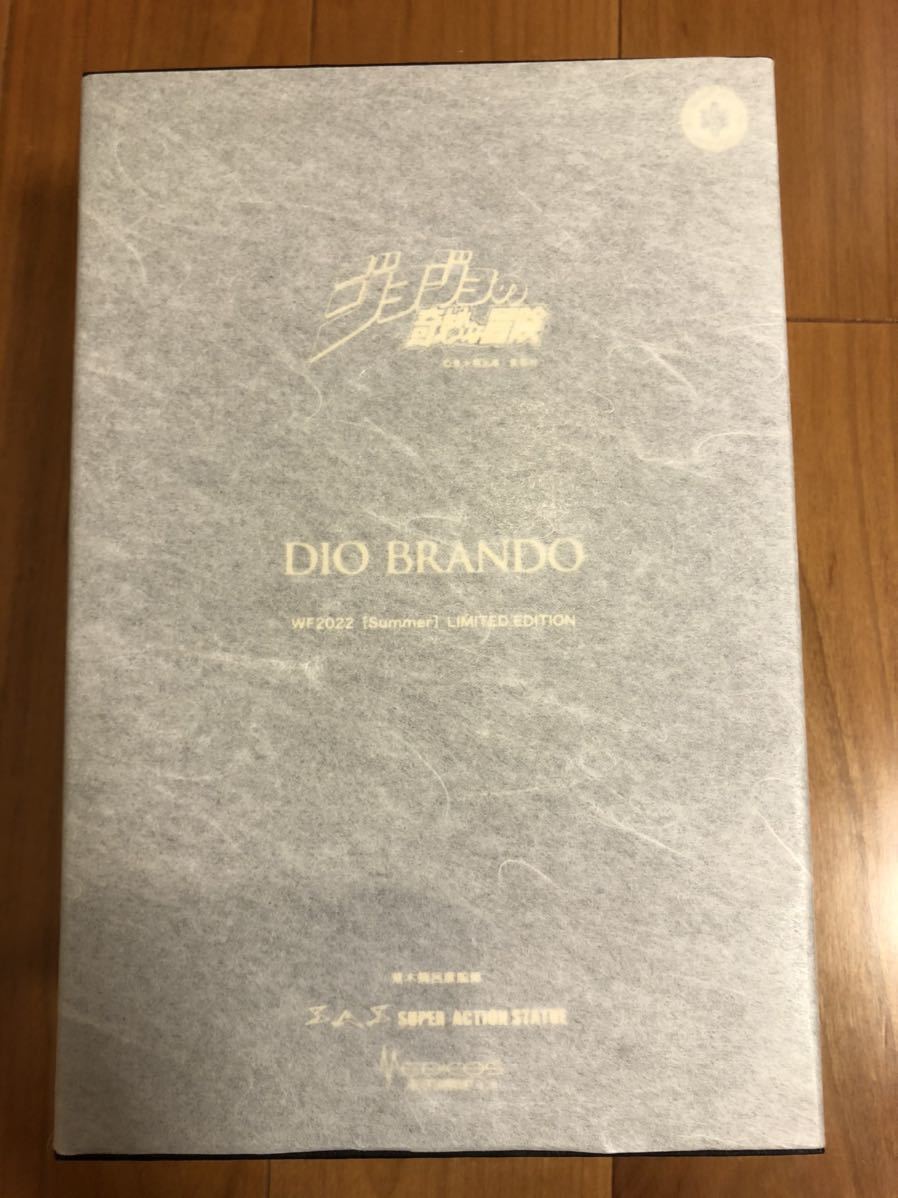 ジョジョの
奇妙な冒険
DIO BRANDO
WF2022 [Summer] LIMITED EDITION
荒木飛呂彦監修
SAS SUPER ACTION STATUE